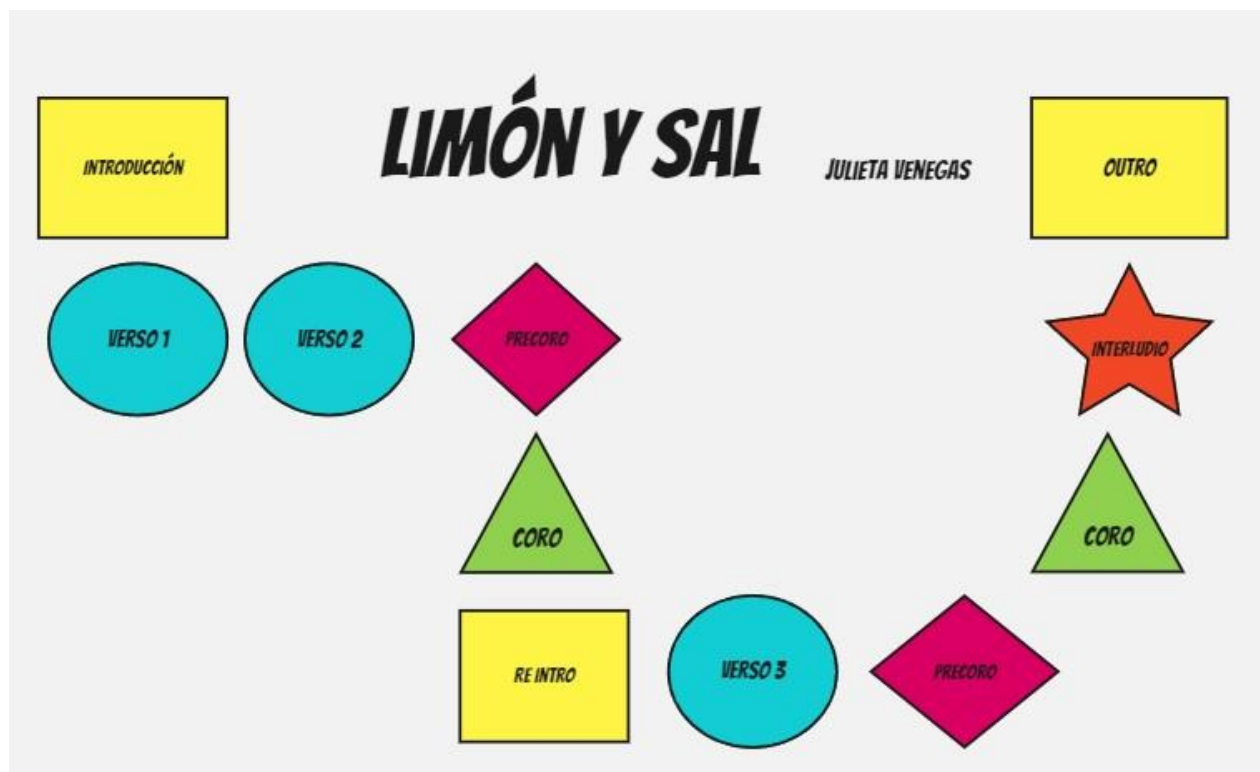 LIMÓN Y SAL
JULIETA VENEGAS
INTRODUCCIÓN
VERSO 1
VERSO 2
PRECORO
CORO
RE INTRO
VERSO 3
PRECORO
CORO
INTERLUDIO
OUTRO